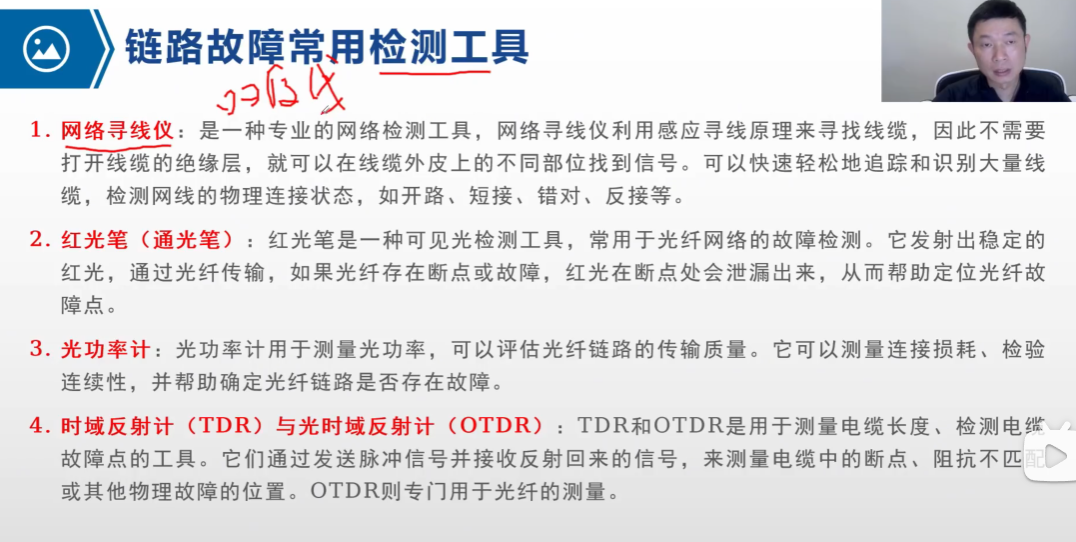 链路故障常用检测工具
1. 网络寻线仪：是一种专业的网络检测工具，网络寻线仪利用感应寻线原理来寻找线缆，因此不需要
打开线缆的绝缘层，就可以在线缆外皮上的不同部位找到信号。可以快速轻松地追踪和识别大量线
缆，检测网线的物理连接状态，如开路、短接、错对、反接等。
2. 红光笔（通光笔）：红光笔是一种可见光检测工具，常用于光纤网络的故障检测。它发射出稳定的
红光，通过光纤传输，如果光纤存在断点或故障，红光在断点处会泄漏出来，从而帮助定位光纤故
障点。
3. 光功率计：光功率计用于测量光功率，可以评估光纤链路的传输质量。它可以测量连接损耗、检验
连续性，并帮助确定光纤链路是否存在故障。
4. 时域反射计（TDR）与光时域反射计（OTDR）：TDR和OTDR是用于测量电缆长度、检测电缆
故障点的工具。它们通过发送脉冲信号并接收反射回来的信号，来测量电缆中的断点、阻抗不匹配
或其他物理故障的位置。OTDR则专门用于光纤的测量。